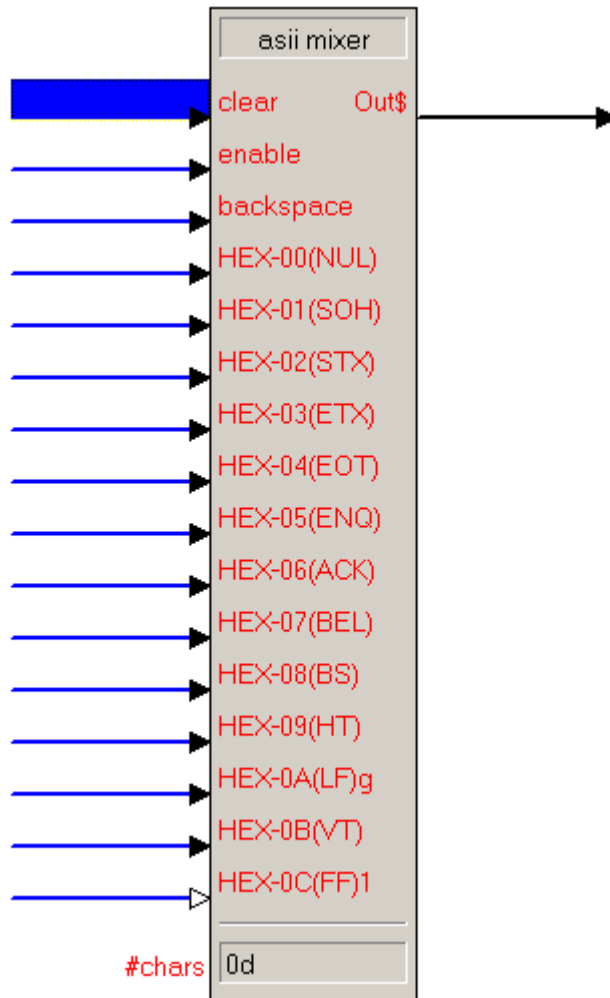 asii mixer
clear Out$
enable
backspace
HEX-00(NUL)
HEX-01(SOH)
HEX-02(STX)
HEX-03(ETX)
HEX-04(EOT)
HEX-05(ENQ)
HEX-06(ACK)
HEX-07(BEL)
HEX-08(BS)
HEX-09(HT)
HEX-0A(LF)g
HEX-0B(VT)
HEX-0C(FF)1
#chars 0d